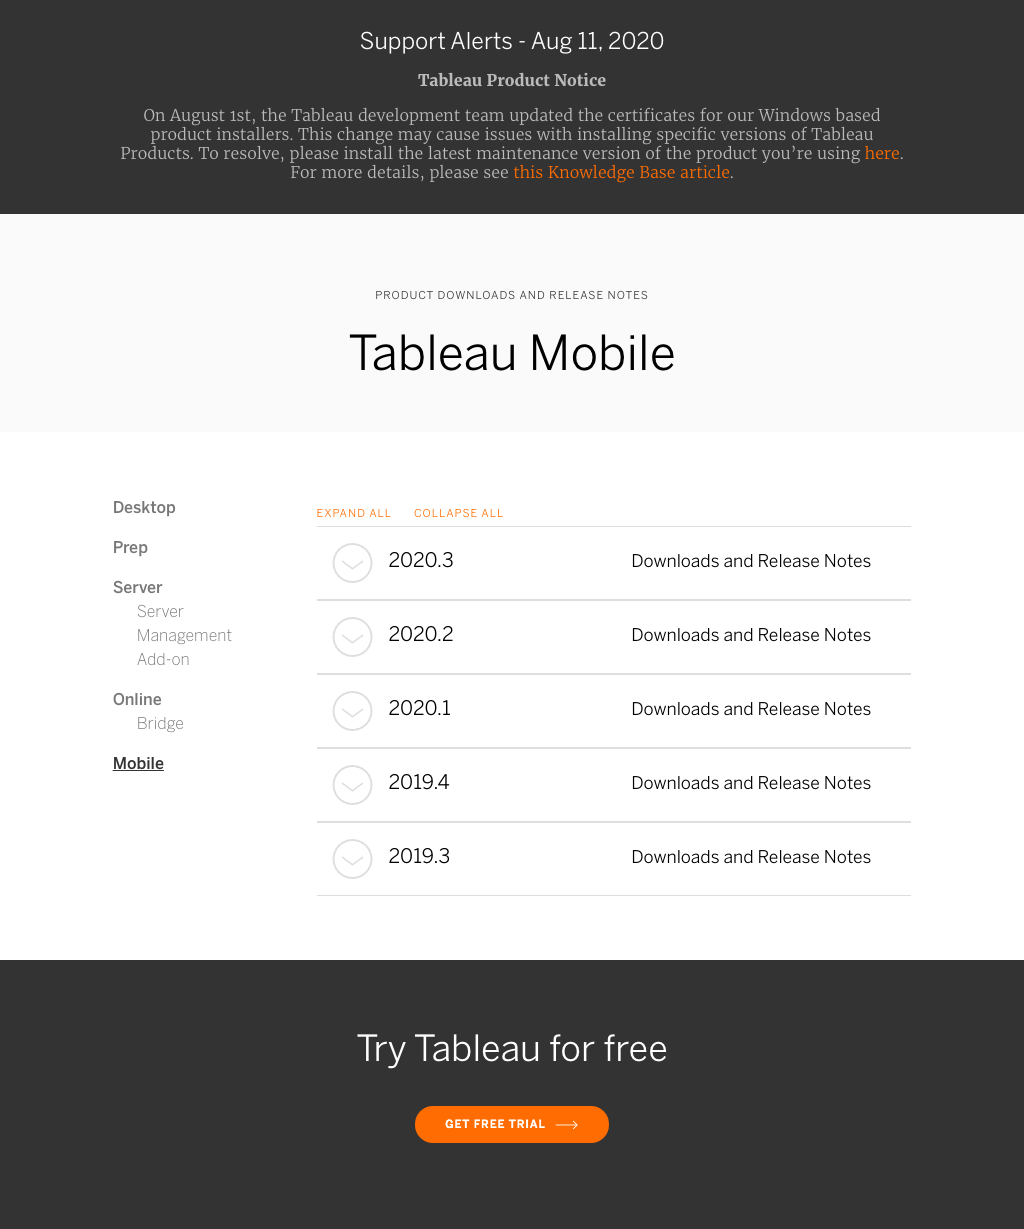 Support Alerts - Aug 11, 2020
Tableau Product Notice
On August 1st, the Tableau development team updated the certificates for our Windows based
product installers. This change may cause issues with installing specific versions of Tableau
Products. To resolve, please install the latest maintenance version of the product you’re using here.
For more details, please see this Knowledge Base article.
PRODUCT DOWNLOADS AND RELEASE NOTES
Tableau Mobile
Desktop
Prep
Server
Server
Management
Add-on
Online
Bridge
Mobile
EXPAND ALL COLLAPSE ALL
2020.3 Downloads and Release Notes
2020.2 Downloads and Release Notes
2020.1 Downloads and Release Notes
2019.4 Downloads and Release Notes
2019.3 Downloads and Release Notes
Try Tableau for free
GET FREE TRIAL